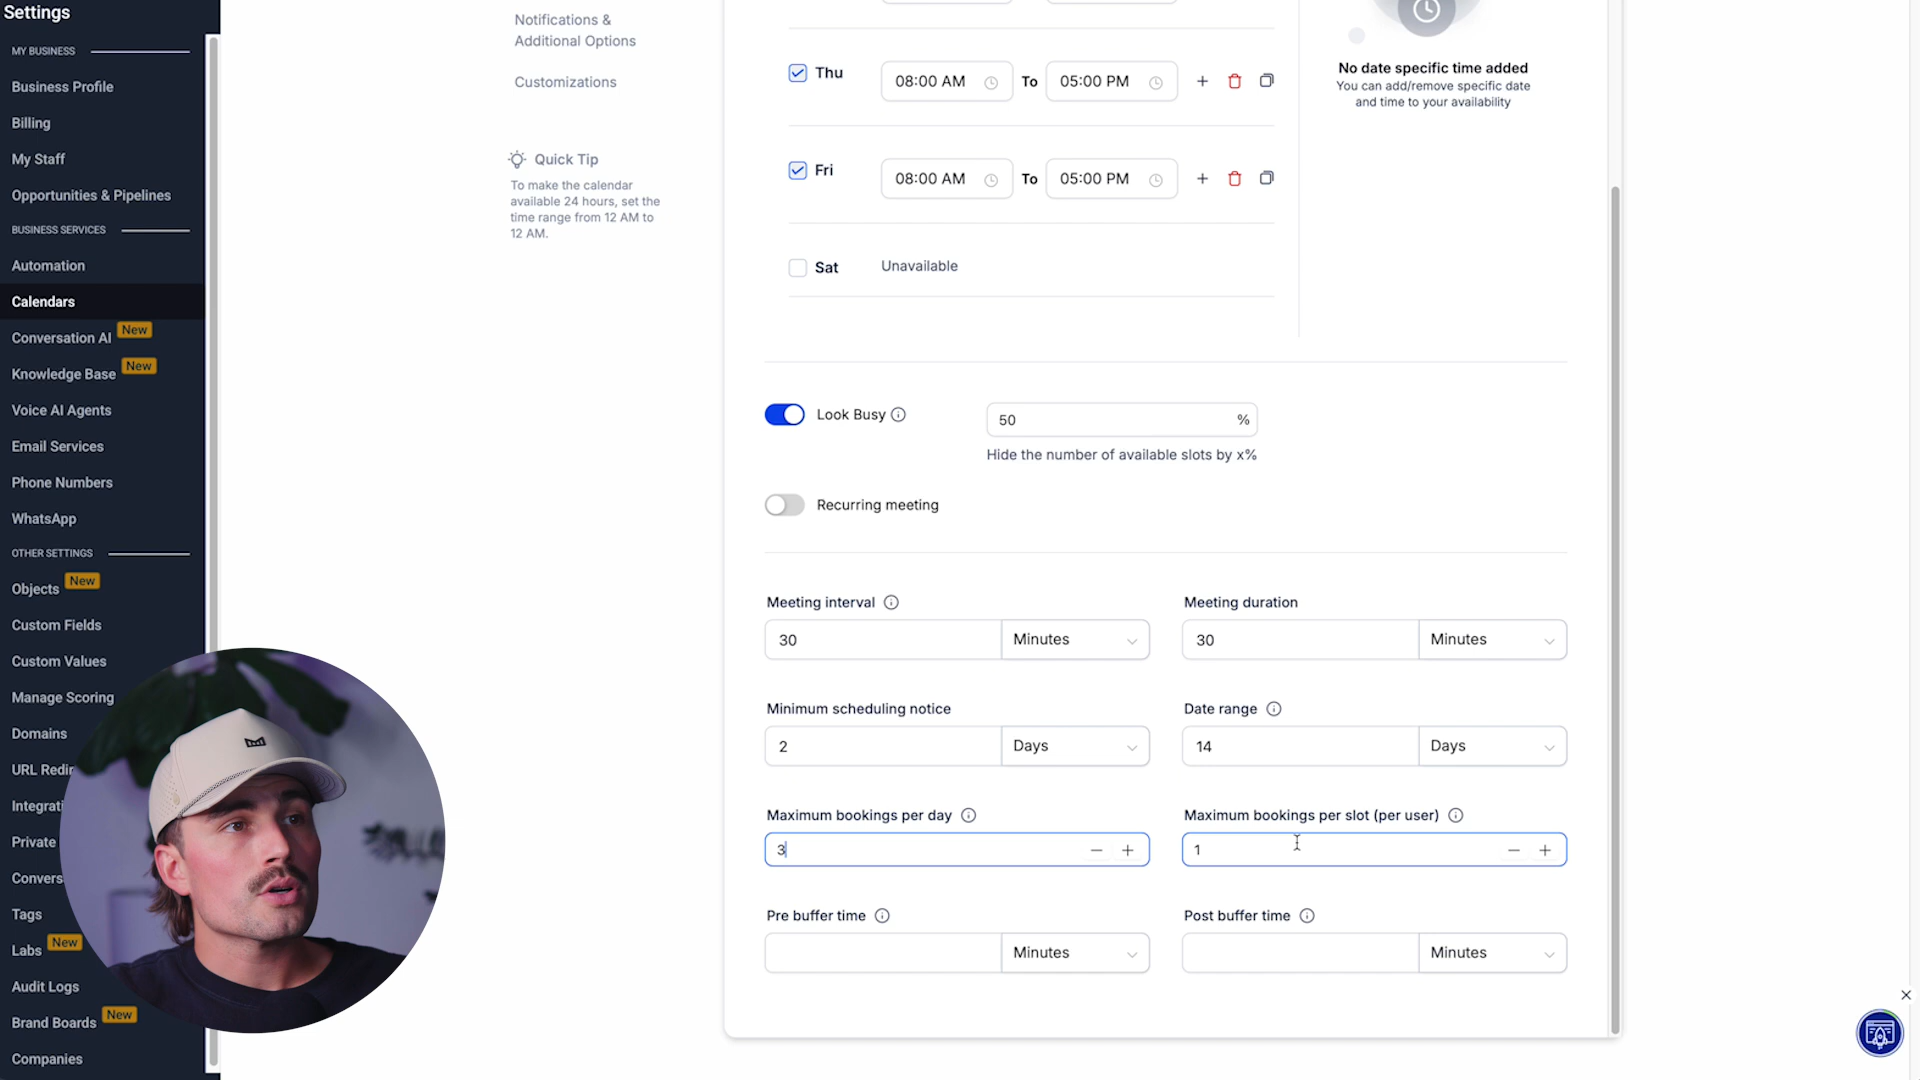 Settings
MY BUSINESS
Business Profile
Billing
My Staff
Opportunities & Pipelines
BUSINESS SERVICES
Automation
Calendars
Conversation AI New
Knowledge Base New
Voice AI Agents
Email Services
Phone Numbers
WhatsApp
OTHER SETTINGS
Objects New
Custom Fields
Custom Values
Manage Scoring
Domains
URL Redir
Integrati
Private
Convers
Tags
Labs New
Audit Logs
Brand Boards New
Companies
Notifications &
Additional Options
Customizations
Quick Tip
To make the calendar
available 24 hours, set the
time range from 12 AM to
12 AM.
Thu 08:00 AM To 05:00 PM
Fri 08:00 AM To 05:00 PM
Sat Unavailable
No date specific time added
You can add/remove specific date
and time to your availability
Look Busy 50 %
Hide the number of available slots by x%
Recurring meeting
Meeting interval
30 Minutes
Meeting duration
30 Minutes
Minimum scheduling notice
2 Days
Date range
14 Days
Maximum bookings per day
3
Maximum bookings per slot (per user)
1
Pre buffer time
Minutes
Post buffer time
Minutes